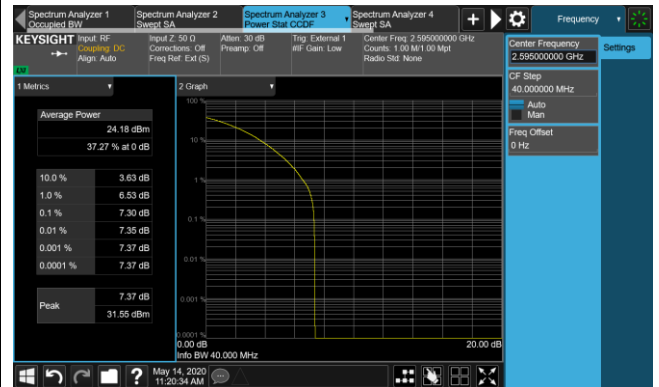 Spectrum Analyzer 1
Occupied BW
Spectrum Analyzer 2
Swept SA
Spectrum Analyzer 3
Power Stat CCDF
Spectrum Analyzer 4
Swept SA
Frequency
KEYSIGHT
Input: RF
Coupling: DC
Align: Auto
Input Z: 50 Ω
Corrections: Off
Freq Ref: Ext (S)
Atten: 30 dB
Preamp: Off
Trig: External 1
#IF Gain: Low
Center Freq: 2.595000000 GHz
Counts: 1.00 M/1.00 Mpt
Radio Std: None
Center Frequency
2.595000000 GHz
Settings
CF Step
40.000000 MHz
Auto
Man
Freq Offset
0 Hz
1 Metrics
Average Power
24.18 dBm
37.27 % at 0 dB
10.0 % 3.63 dB
1.0 % 6.53 dB
0.1 % 7.30 dB
0.01 % 7.35 dB
0.001 % 7.37 dB
0.0001 % 7.37 dB
Peak
7.37 dB
31.55 dBm
2 Graph
100 %
10 %
1 %
0.1 %
0.01 %
0.001 %
0.0001 %
0.00 dB
20.00 dB
Info BW 40.000 MHz
?
May 14, 2020
11:20:34 AM